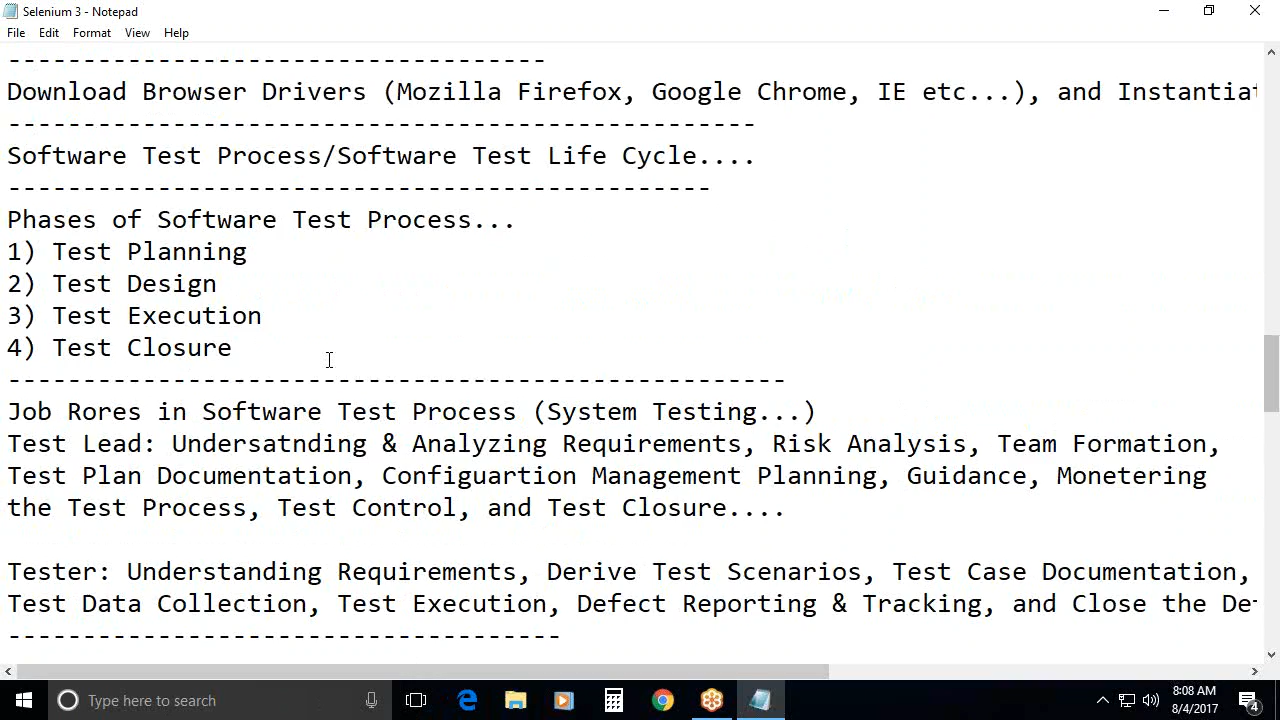 Selenium 3 - Notepad
File Edit Format View Help
------------------------------------
Download Browser Drivers (Mozilla Firefox, Google Chrome, IE etc...), and Instantiat
--------------------------------------------------
Software Test Process/Software Test Life Cycle....
-----------------------------------------------
Phases of Software Test Process...
1) Test Planning
2) Test Design
3) Test Execution
4) Test Closure
----------------------------------------------------
Job Rores in Software Test Process (System Testing...)
Test Lead: Undersatnding & Analyzing Requirements, Risk Analysis, Team Formation,
Test Plan Documentation, Configuartion Management Planning, Guidance, Monetering
the Test Process, Test Control, and Test Closure....
Tester: Understanding Requirements, Derive Test Scenarios, Test Case Documentation,
Test Data Collection, Test Execution, Defect Reporting & Tracking, and Close the De
-------------------------------------
Type here to search
8:08 AM
8/4/2017
4